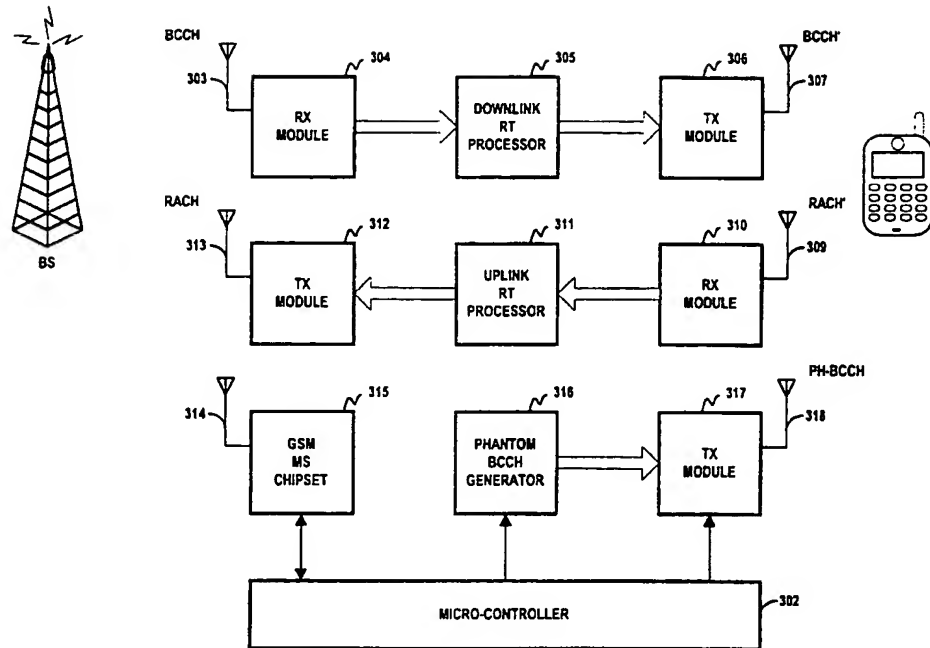 BCCH
303
304
RX
MODULE
305
DOWNLINK
RT
PROCESSOR
306
TX
MODULE
BCCH'
307
BS
RACH
313
312
TX
MODULE
311
UPLINK
RT
PROCESSOR
310
RX
MODULE
RACH'
309
314
315
GSM
MS
CHIPSET
316
PHANTOM
BCCH
GENERATOR
317
TX
MODULE
PH-BCCH
318
MICRO-CONTROLLER
302